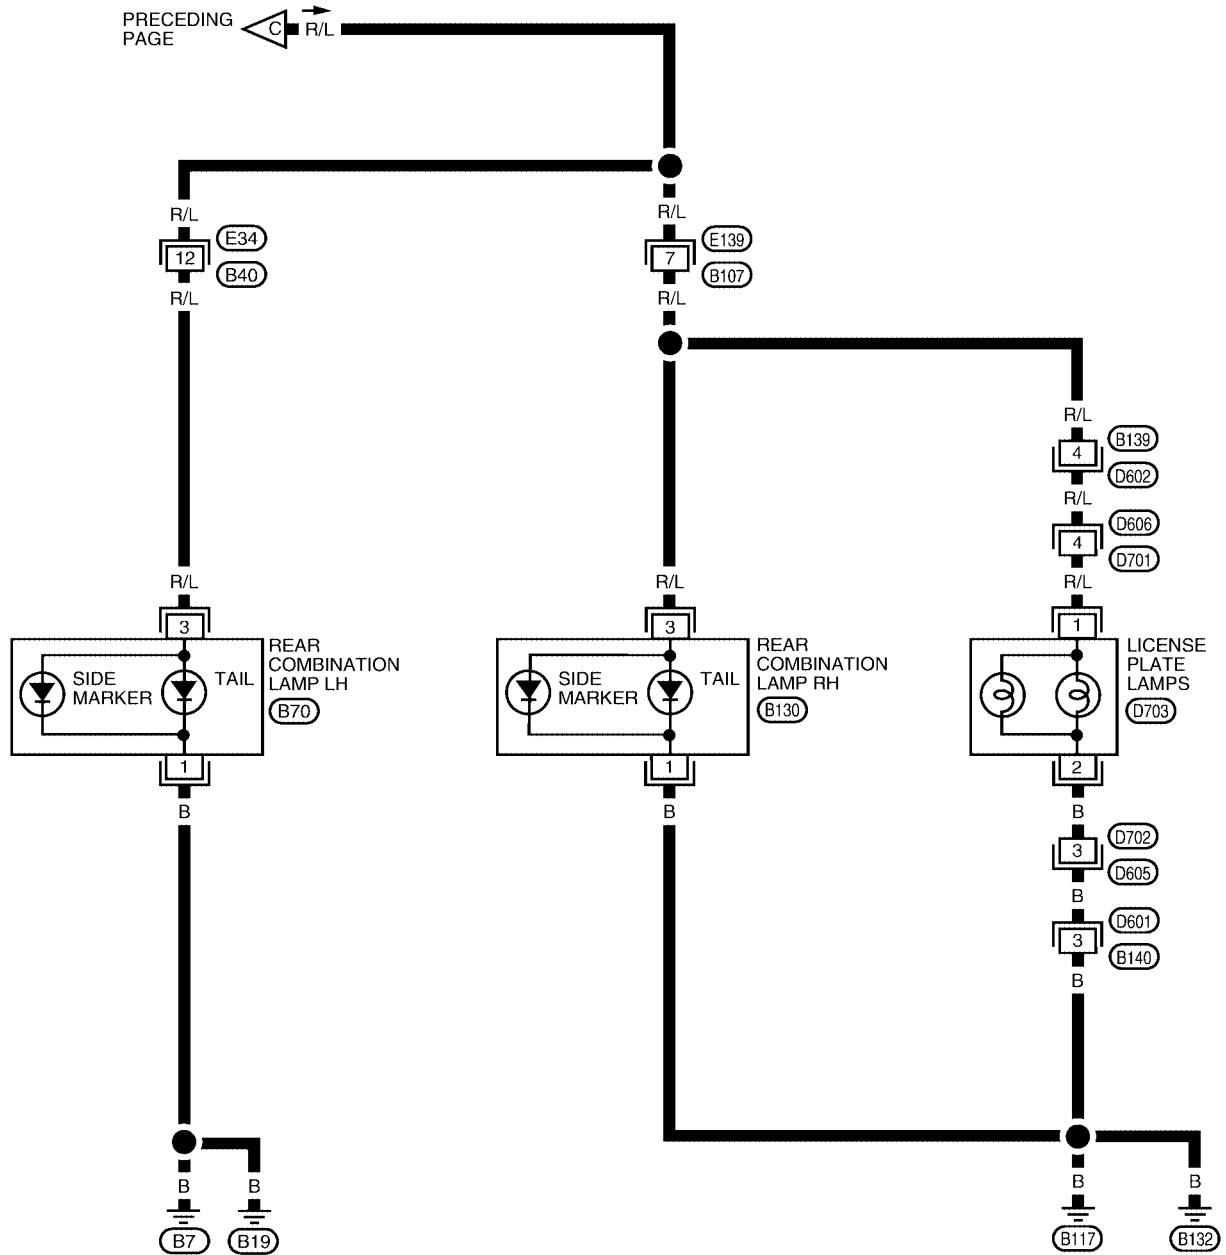 PRECEDING
PAGE
C
R/L
R/L
R/L
12
E34
B40
7
E139
B107
R/L
R/L
R/L
4
B139
D602
R/L
4
D606
D701
R/L
R/L
R/L
3
3
1
REAR
COMBINATION
LAMP LH
B70
SIDE
MARKER
TAIL
REAR
COMBINATION
LAMP RH
B130
SIDE
MARKER
TAIL
LICENSE
PLATE
LAMPS
D703
1
1
2
B
B
B
3
D702
D605
B
3
D601
B140
B
B
B
B
B
B7
B19
B117
B132